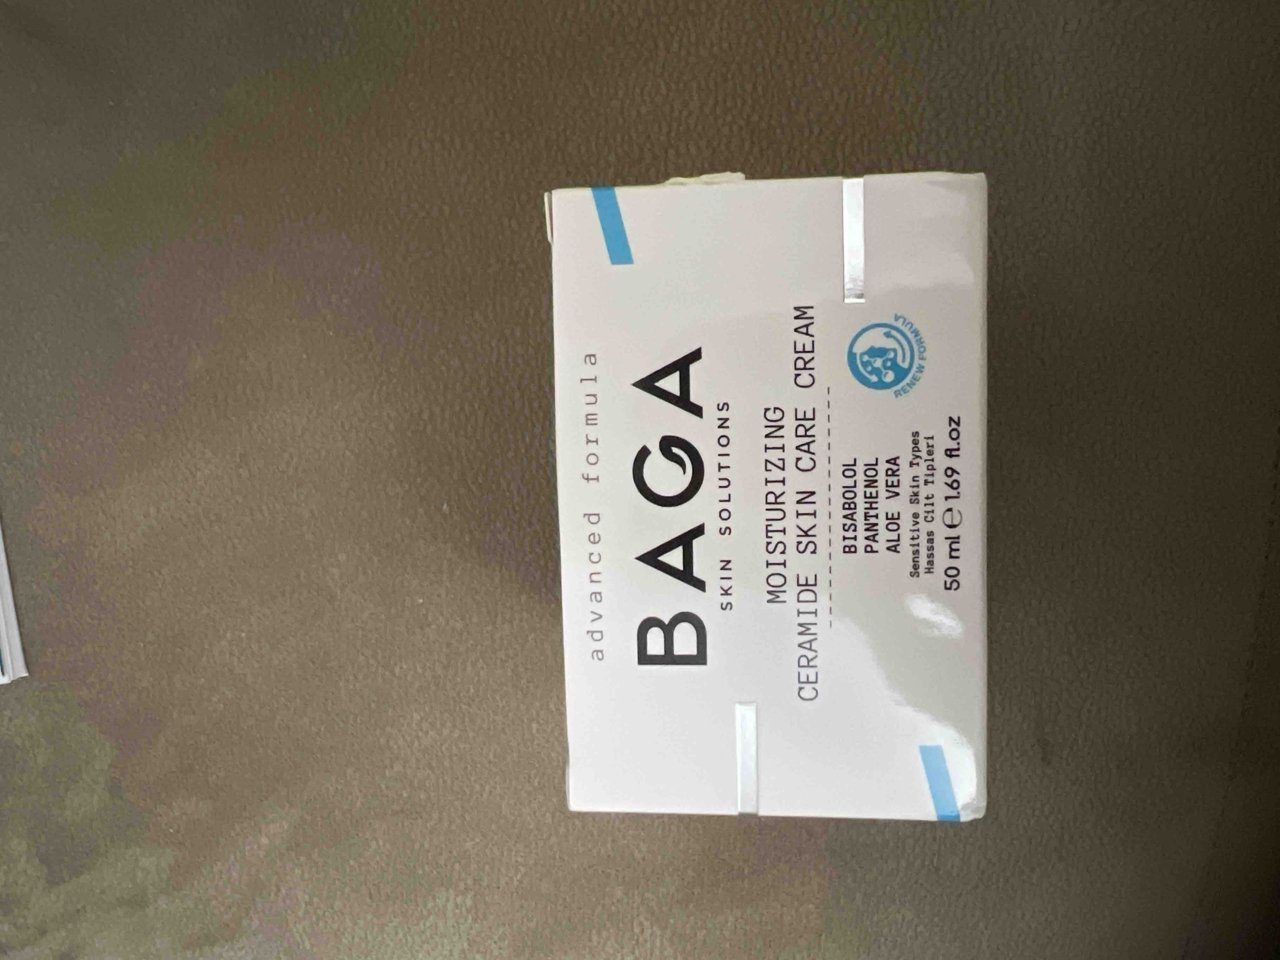 advanced formula
BAGA
SKIN SOLUTIONS
MOISTURIZING
CERAMIDE SKIN CARE CREAM
BISABOLOL
PANTHENOL
ALOE VERA
Sensitive Skin Types
Hassas Cilt Tipleri
50 ml ℮ 1.69 fl.oz
RENEW FORMULA